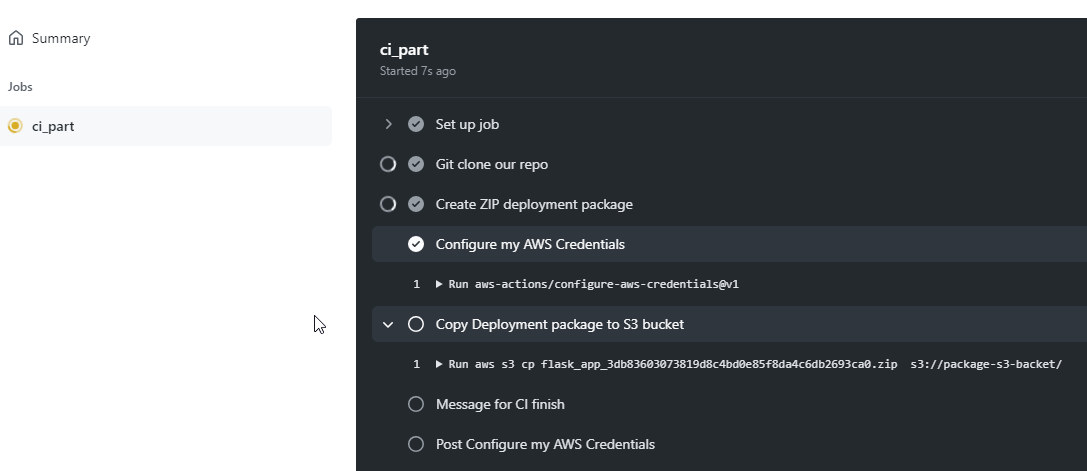 Summary
Jobs
ci_part
ci_part
Started 7s ago
Set up job
Git clone our repo
Create ZIP deployment package
Configure my AWS Credentials
1 Run aws-actions/configure-aws-credentials@v1
Copy Deployment package to S3 bucket
1 Run aws s3 cp flask_app_3db83603073819d8c4bd0e85f8da4c6db2693ca0.zip s3://package-s3-backet/
Message for CI finish
Post Configure my AWS Credentials